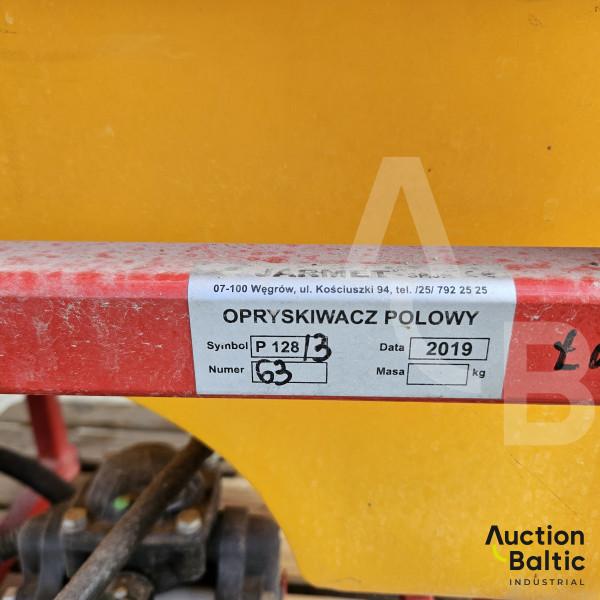 JARMET
07-100 Węgrów, ul. Kościuszki 94, tel. /25/ 792 25 25
OPRYSKIWACZ POLOWY
Symbol P 128 /3 Data 2019
Numer 63 Masa kg
AB
Auction
Baltic
INDUSTRIAL